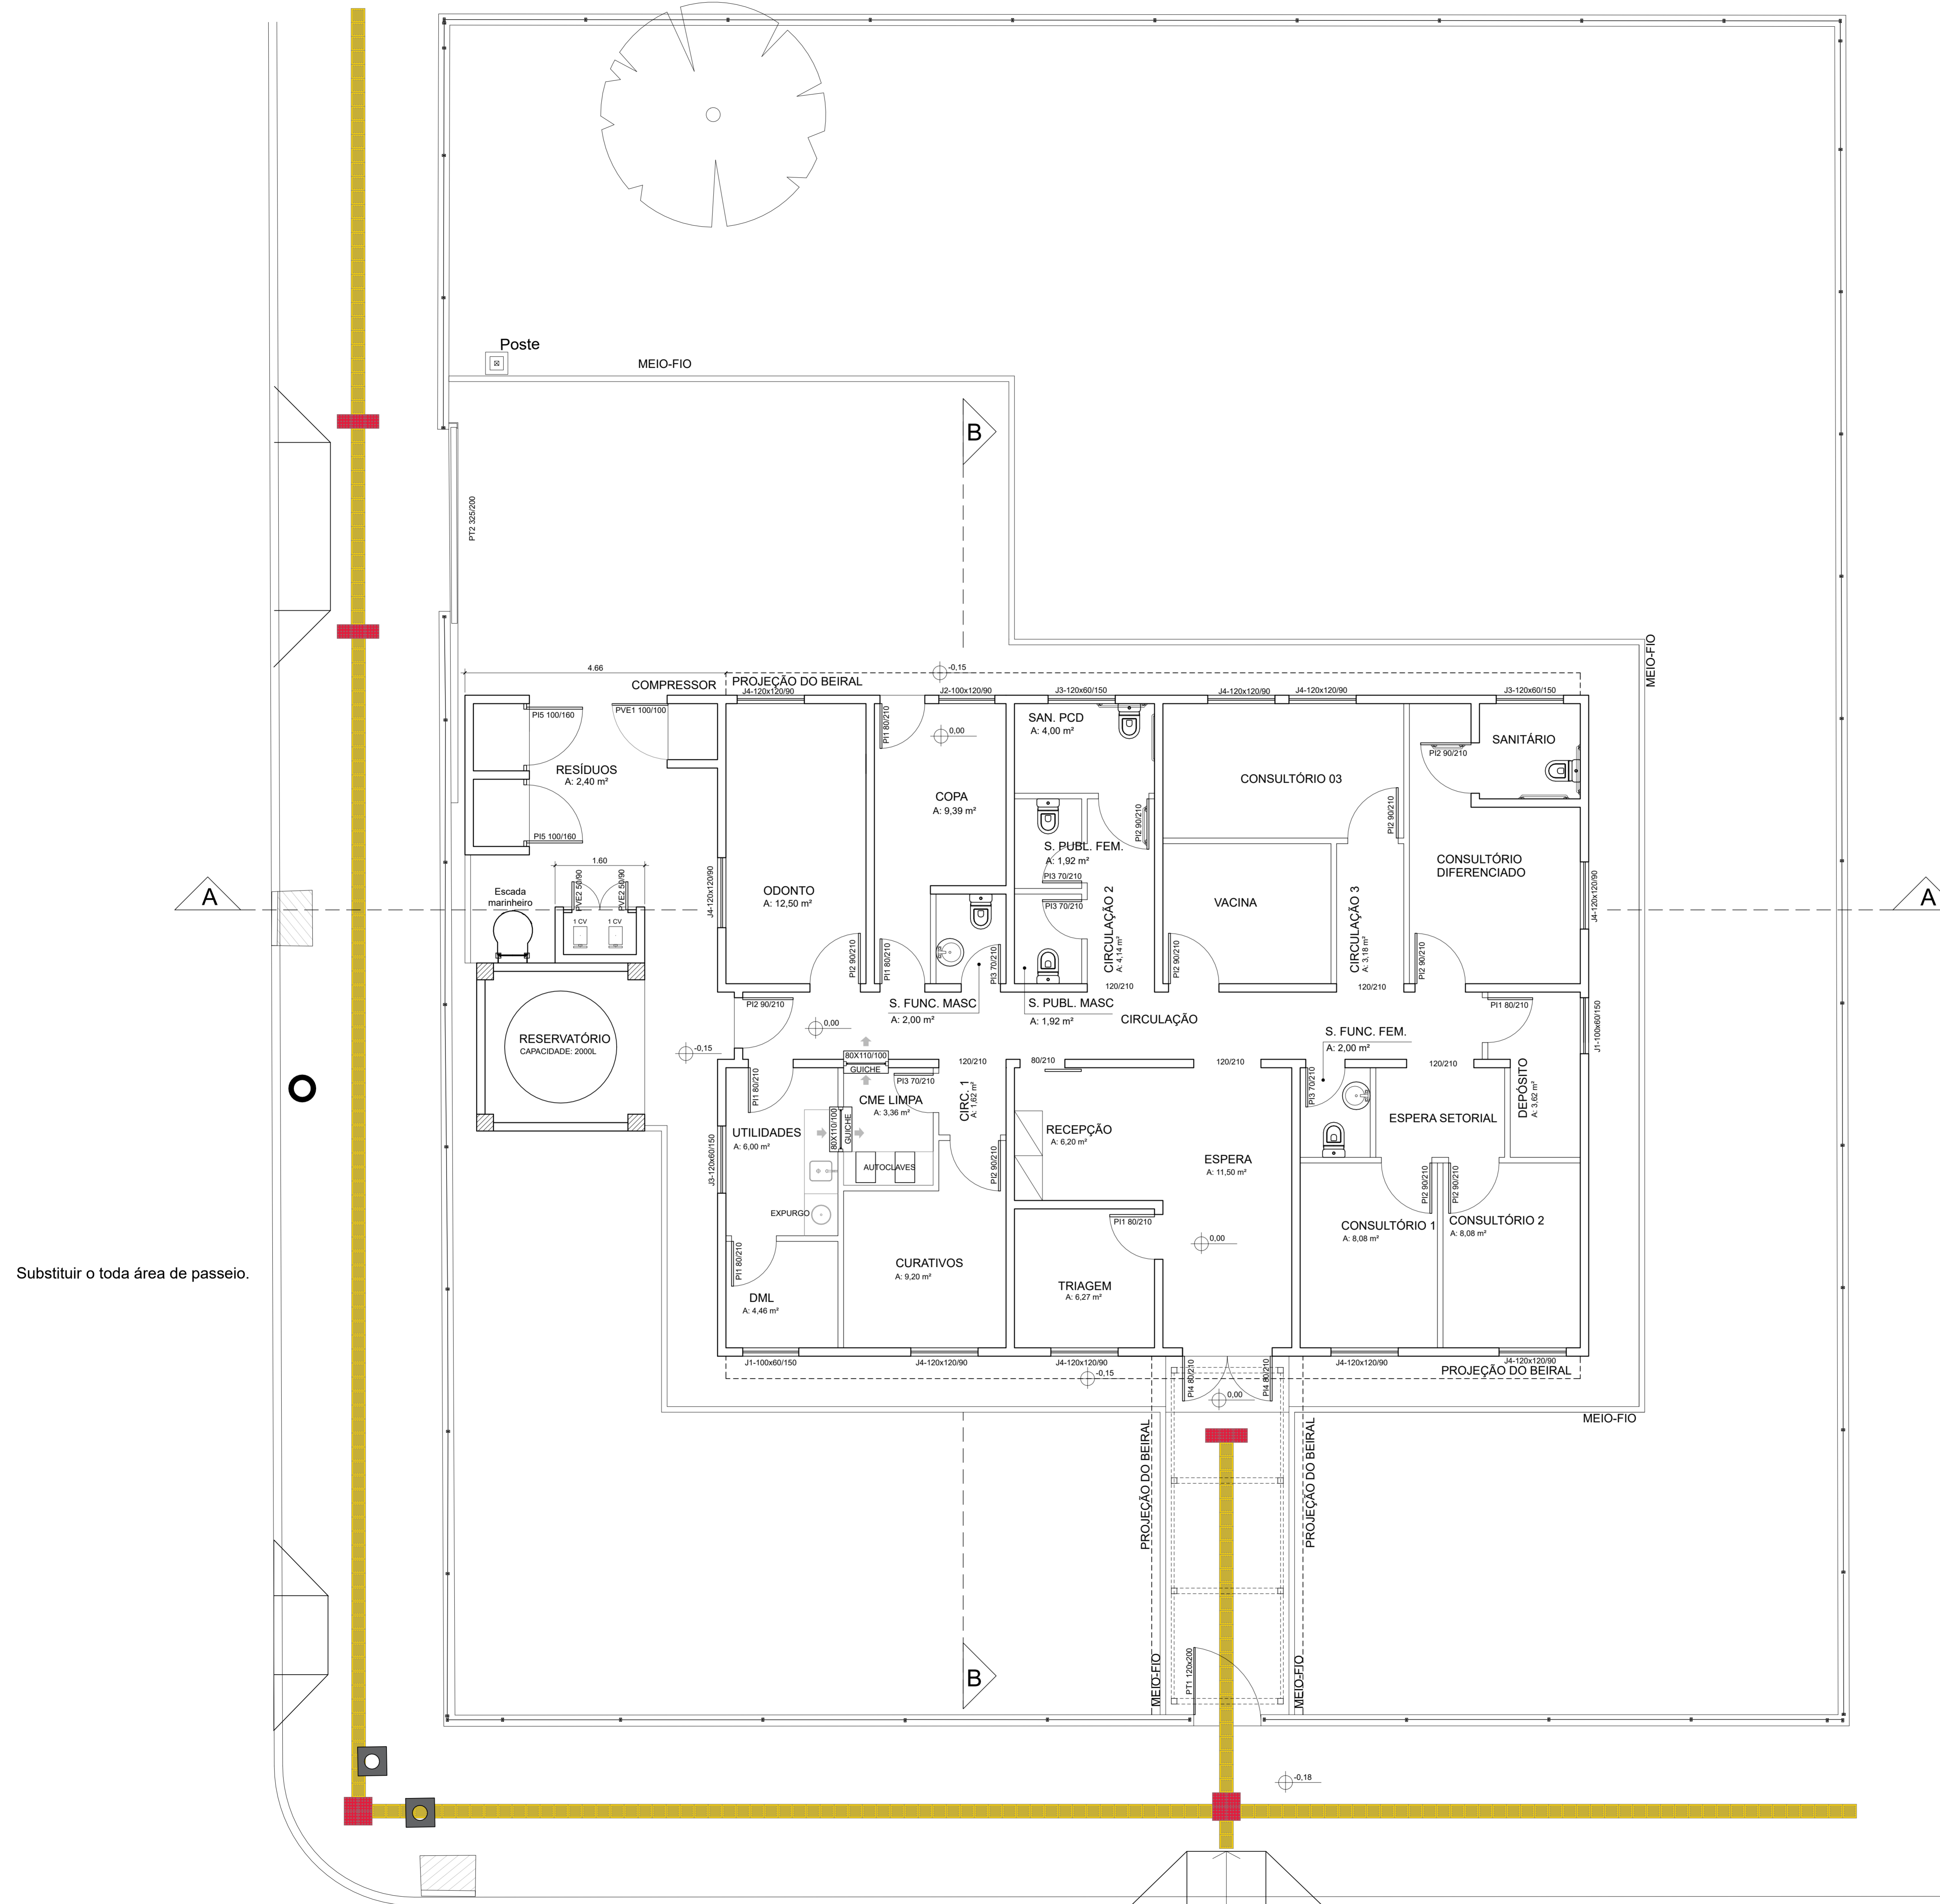 Poste
MEIO-FIO
B
PT2 325/200
MEIO-FIO
4.66
-0,15
COMPRESSOR
PROJEÇÃO DO BEIRAL
J4-120x120/90
J2-100x120/90
J3-120x60/150
J4-120x120/90
J4-120x120/90
J3-120x60/150
PI5 100/160
PVE1 100/100
PI1 80/210
0,00
SAN. PCD
A: 4,00 m²
SANITÁRIO
PI2 90/210
RESÍDUOS
A: 2,40 m²
CONSULTÓRIO 03
COPA
A: 9,39 m²
PI2 90/210
PI2 90/210
PI5 100/160
S. PUBL. FEM.
A: 1,92 m²
PI3 70/210
CONSULTÓRIO
DIFERENCIADO
1.60
PVE2 50/90
PVE2 50/90
Escada
marinheiro
1 CV
1 CV
J4-120x120/90
ODONTO
A: 12,50 m²
A
A
J4-120x120/90
PI3 70/210
VACINA
CIRCULAÇÃO 2
A: 4,14 m²
CIRCULAÇÃO 3
A: 3,18 m²
PI2 90/210
PI1 80/210
PI3 70/210
PI2 90/210
PI2 90/210
120/210
120/210
PI2 90/210
S. FUNC. MASC
A: 2,00 m²
S. PUBL. MASC
A: 1,92 m²
CIRCULAÇÃO
PI1 80/210
J1-100x60/150
0,00
S. FUNC. FEM.
A: 2,00 m²
RESERVATÓRIO
CAPACIDADE: 2000L
-0,15
80X110/100
GUICHE
120/210
80/210
120/210
120/210
PI1 80/210
PI3 70/210
CME LIMPA
A: 3,36 m²
CIRC. 1
A: 1,62 m²
PI3 70/210
DEPÓSITO
A: 3,62 m²
UTILIDADES
A: 6,00 m²
80X110/100
GUICHE
RECEPÇÃO
A: 6,20 m²
ESPERA SETORIAL
J3-120x60/150
AUTOCLAVES
PI2 90/210
ESPERA
A: 11,50 m²
PI2 90/210
PI2 90/210
EXPURGO
PI1 80/210
CONSULTÓRIO 1
A: 8,08 m²
CONSULTÓRIO 2
A: 8,08 m²
0,00
PI1 80/210
CURATIVOS
A: 9,20 m²
Substituir o toda área de passeio.
TRIAGEM
A: 6,27 m²
DML
A: 4,46 m²
J1-100x60/150
J4-120x120/90
J4-120x120/90
J4-120x120/90
J4-120x120/90
PROJEÇÃO DO BEIRAL
-0,15
PI4 80/210
PI4 80/210
0,00
MEIO-FIO
PROJEÇÃO DO BEIRAL
PROJEÇÃO DO BEIRAL
B
PT1 120x200
MEIO-FIO
MEIO-FIO
-0,18